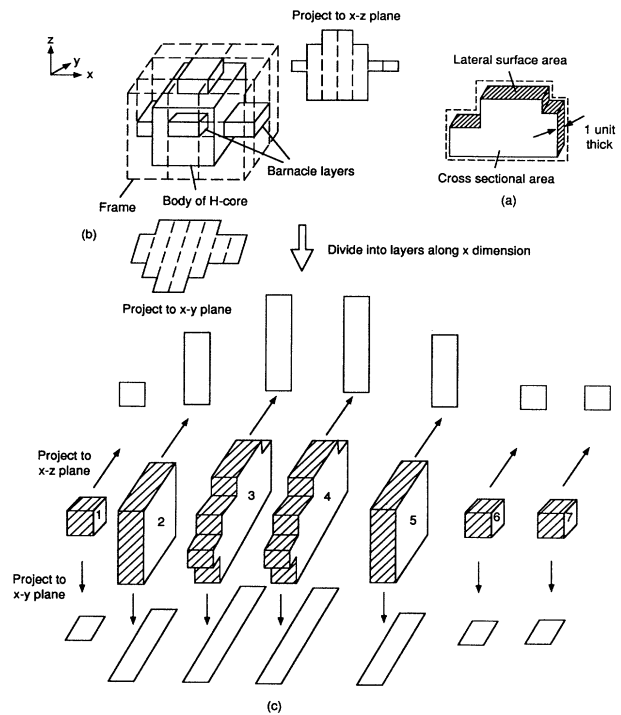 Project to x-z plane
z
y
x
Lateral surface area
1 unit
thick
Cross sectional area
(a)
Barnacle layers
Body of H-core
Frame
(b)
Divide into layers along x dimension
Project to x-y plane
Project to
x-z plane
1
2
3
4
5
6
7
Project to
x-y plane
(c)